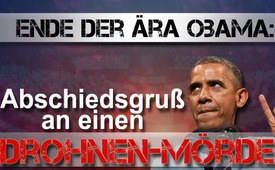 ENDE DER ÄRA OBAMA:
Abschiedsgruß
an einen
DROHNEN-MÖRDE